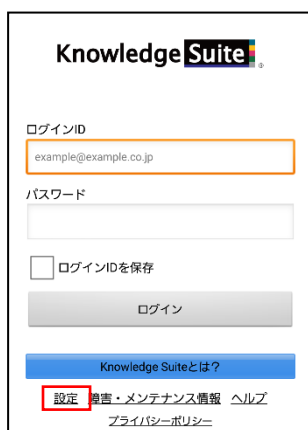 Knowledge Suite ®
ログインID
example@example.co.jp
パスワード
ログインIDを保存
ログイン
Knowledge Suiteとは？
設定 障害・メンテナンス情報 ヘルプ
プライバシーポリシー